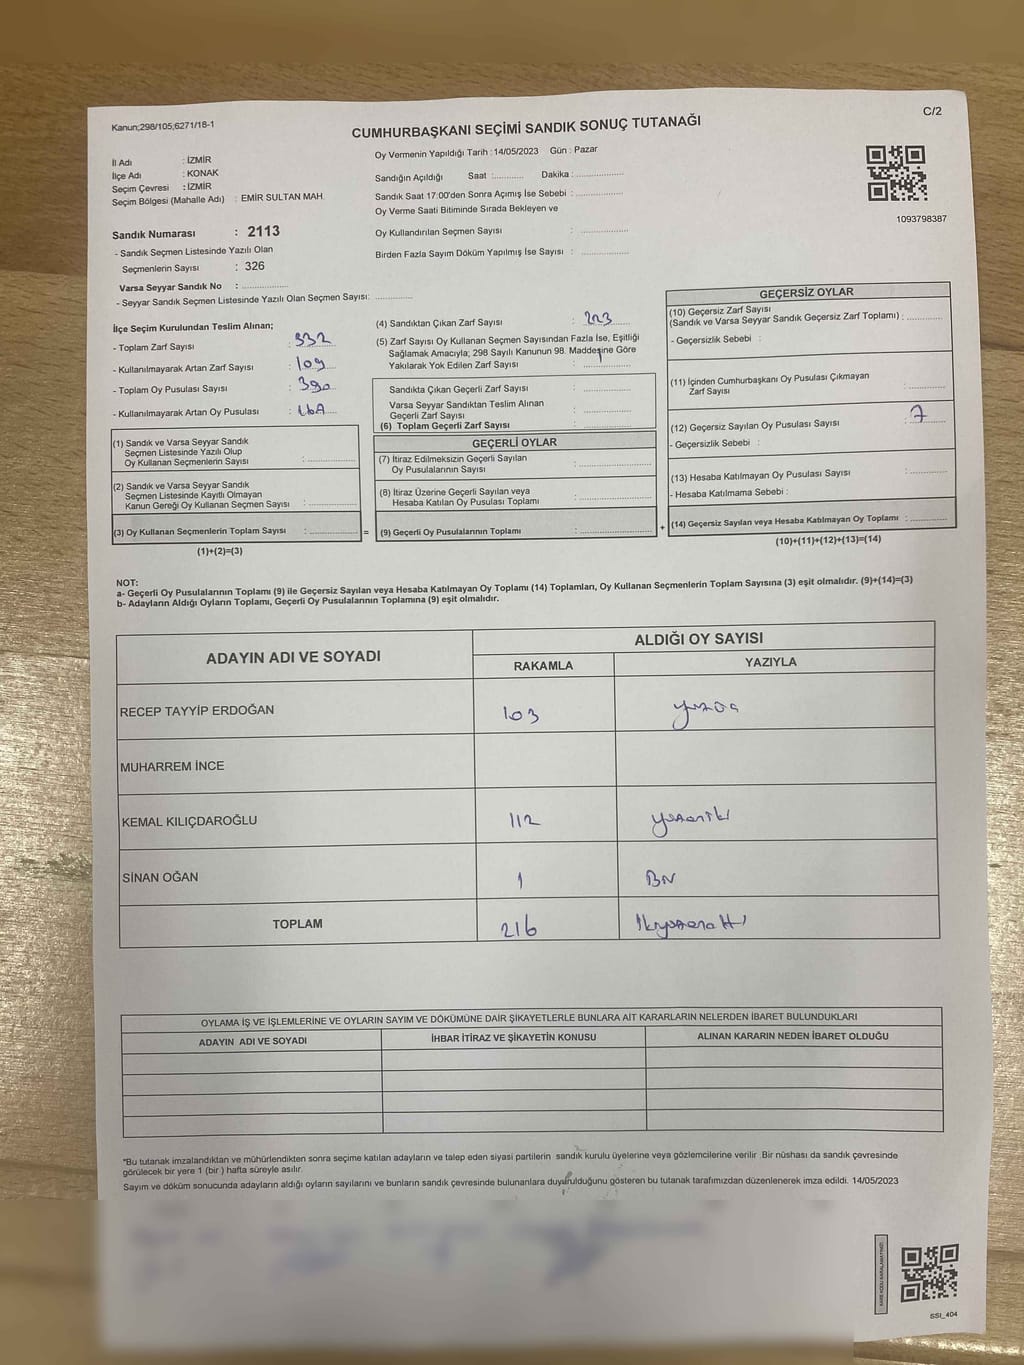 Kanun;298/105;6271/18-1
C/2
CUMHURBAŞKANI SEÇİMİ SANDIK SONUÇ TUTANAĞI
İl Adı : İZMİR
İlçe Adı : KONAK
Seçim Çevresi : İZMİR
Seçim Bölgesi (Mahalle Adı) : EMİR SULTAN MAH.
Sandık Numarası : 2113
- Sandık Seçmen Listesinde Yazılı Olan
Seçmenlerin Sayısı : 326
Varsa Seyyar Sandık No :
- Seyyar Sandık Seçmen Listesinde Yazılı Olan Seçmen Sayısı:
Oy Vermenin Yapıldığı Tarih : 14/05/2023 Gün : Pazar
Sandığın Açıldığı Saat : Dakika :
Sandık Saat 17:00'den Sonra Açımış İse Sebebi :
Oy Verme Saati Bitiminde Sırada Bekleyen ve
Oy Kullandırılan Seçmen Sayısı :
Birden Fazla Sayım Döküm Yapılmış İse Sayısı :
1093798387
İlçe Seçim Kurulundan Teslim Alınan;
- Toplam Zarf Sayısı : 332
- Kullanılmayarak Artan Zarf Sayısı : 109
- Toplam Oy Pusulası Sayısı : 390
- Kullanılmayarak Artan Oy Pusulası :
(1) Sandık ve Varsa Seyyar Sandık
Seçmen Listesinde Yazılı Olup
Oy Kullanan Seçmenlerin Sayısı :
(2) Sandık ve Varsa Seyyar Sandık
Seçmen Listesinde Kayıtlı Olmayan
Kanun Gereği Oy Kullanan Seçmen Sayısı :
(3) Oy Kullanan Seçmenlerin Toplam Sayısı : =
(1)+(2)=(3)
(4) Sandıktan Çıkan Zarf Sayısı : 223
(5) Zarf Sayısı Oy Kullanan Seçmen Sayısından Fazla İse, Eşitliği
Sağlamak Amacıyla; 298 Sayılı Kanunun 98. Maddesine Göre
Yakılarak Yok Edilen Zarf Sayısı :
Sandıkta Çıkan Geçerli Zarf Sayısı :
Varsa Seyyar Sandıktan Teslim Alınan
Geçerli Zarf Sayısı :
(6) Toplam Geçerli Zarf Sayısı :
GEÇERLİ OYLAR
(7) İtiraz Edilmeksizin Geçerli Sayılan
Oy Pusulalarının Sayısı :
(8) İtiraz Üzerine Geçerli Sayılan veya
Hesaba Katılan Oy Pusulası Toplamı :
(9) Geçerli Oy Pusulalarının Toplamı : +
GEÇERSİZ OYLAR
(10) Geçersiz Zarf Sayısı
(Sandık ve Varsa Seyyar Sandık Geçersiz Zarf Toplamı) :
- Geçersizlik Sebebi :
(11) İçinden Cumhurbaşkanı Oy Pusulası Çıkmayan
Zarf Sayısı :
(12) Geçersiz Sayılan Oy Pusulası Sayısı : 7
- Geçersizlik Sebebi :
(13) Hesaba Katılmayan Oy Pusulası Sayısı :
- Hesaba Katılmama Sebebi :
(14) Geçersiz Sayılan veya Hesaba Katılmayan Oy Toplamı :
(10)+(11)+(12)+(13)=(14)
NOT:
a- Geçerli Oy Pusulalarının Toplamı (9) ile Geçersiz Sayılan veya Hesaba Katılmayan Oy Toplamı (14) Toplamları, Oy Kullanan Seçmenlerin Toplam Sayısına (3) eşit olmalıdır. (9)+(14)=(3)
b- Adayların Aldığı Oyların Toplamı, Geçerli Oy Pusulalarının Toplamına (9) eşit olmalıdır.
ADAYIN ADI VE SOYADI
ALDIĞI OY SAYISI
RAKAMLA YAZIYLA
RECEP TAYYİP ERDOĞAN 103
MUHARREM İNCE
KEMAL KILIÇDAROĞLU 112
SİNAN OĞAN 1
TOPLAM 216
OYLAMA İŞ VE İŞLEMLERİNE VE OYLARIN SAYIM VE DÖKÜMÜNE DAİR ŞİKAYETLERLE BUNLARA AİT KARARLARIN NELERDEN İBARET BULUNDUKLARI
ADAYIN ADI VE SOYADI İHBAR İTİRAZ VE ŞİKAYETİN KONUSU ALINAN KARARIN NEDEN İBARET OLDUĞU
*Bu tutanak imzalandıktan ve mühürlendikten sonra seçime katılan adayların ve talep eden siyasi partilerin sandık kurulu üyelerine veya gözlemcilerine verilir. Bir nüshası da sandık çevresinde
görülecek bir yere 1 (bir) hafta süreyle asılır.
Sayım ve döküm sonucunda adayların aldığı oyların sayılarını ve bunların sandık çevresinde bulunanlara duyurulduğunu gösteren bu tutanak tarafımızdan düzenlenerek imza edildi. 14/05/2023
SSI_404